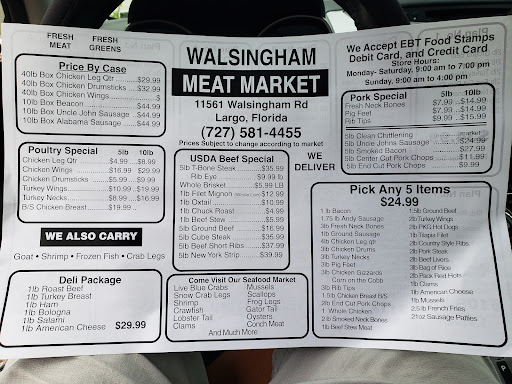 FRESH MEAT
FRESH GREENS
Price By Case
40lb Box Chicken Leg Qtr $29.99
40lb Box Chicken Drumsticks $32.99
40lb Box Chicken Wings $
10lb Box Beacon $44.99
10lb Box Uncle John Sausage $44.99
10lb Box Alabama Sausage $44.99
Poultry Special 5lb 10lb
Chicken Leg Qtr $4.99 $8.99
Chicken Wings $16.99 $29.99
Chicken Drumsticks $5.99 $9.99
Turkey Wings $10.99 $19.99
Turkey Necks $8.99 $16.99
B/S Chicken Breast $19.99
WE ALSO CARRY
Goat • Shrimp • Frozen Fish • Crab Legs
Deli Package
1lb Roast Beef
1lb Turkey Breast
1lb Ham
1lb Bologna
1lb Salami
1lb American Cheese $29.99
WALSINGHAM
MEAT MARKET
11561 Walsingham Rd
Largo, Florida
(727) 581-4455
Prices Subject to change according to market
WE DELIVER
USDA Beef Special
5lb T-Bone Steak $35.99
Rib Eye $9.99 lb
Whole Brisket $5.99 LB
1lb Filet Mignon $12.99
1lb Oxtail $10.99
1lb Chuck Roast $4.99
1lb Beef Stew $5.99
5lb Ground Beef $16.99
5lb Cube Steak $35.99
5lb Beef Short Ribs $37.99
5lb New York Strip $39.99
Come Visit Our Seafood Market
Live Blue Crabs
Snow Crab Legs
Shrimp
Crawfish
Lobster Tail
Clams
Mussels
Scallops
Frog Legs
Gator Tail
Oysters
Conch Meat
And Much More
We Accept EBT Food Stamps
Debit Card, and Credit Card
Store Hours:
Monday- Saturday, 9:00 am to 7:00 pm
Sunday, 9:00 am to 4:00 pm
Pork Special 5lb 10lb
Fresh Neck Bones $7.99 $14.99
Pig Feet $7.99 $14.99
Rib Tips $9.99 $15.99
5lb Clean Chitterling market
5lb Uncle Johns Sausage $24.99
5lb Smoked Bacon $27.99
5lb Center Cut Pork Chops $11.99
5lb End Cut Pork Chops $9.99
Pick Any 5 Items
$24.99
1lb Bacon
1.75 lb Andy Sausage
3lb Fresh Neck Bones
1lb Ground Sausage
4lb Chicken Leg Qtr
3lb Chicken Drums
3lb Turkey Necks
3lb Pig Feet
3lb Chicken Gizzards
Corn on the Cobb
3lb Rib Tips
1.5lb Chicken Breast B/S
2lb End Cut Pork Chops
1 Whole Chicken
2lb Smoked Neck Bones
1lb Beef Stew Meat
1.5lb Ground Beef
2lb Turkey Wings
2lb PKG Hot Dogs
1lb Tilapia Filet
2lb Country Style Ribs
2lb Pork Steak
2lb Beef Livers
3lb Bag of Rice
2lb Pack Red Hots
1lb Clams
1lb American Cheese
1lb Mussels
2.5lb French Fries
21oz Sausage Patties